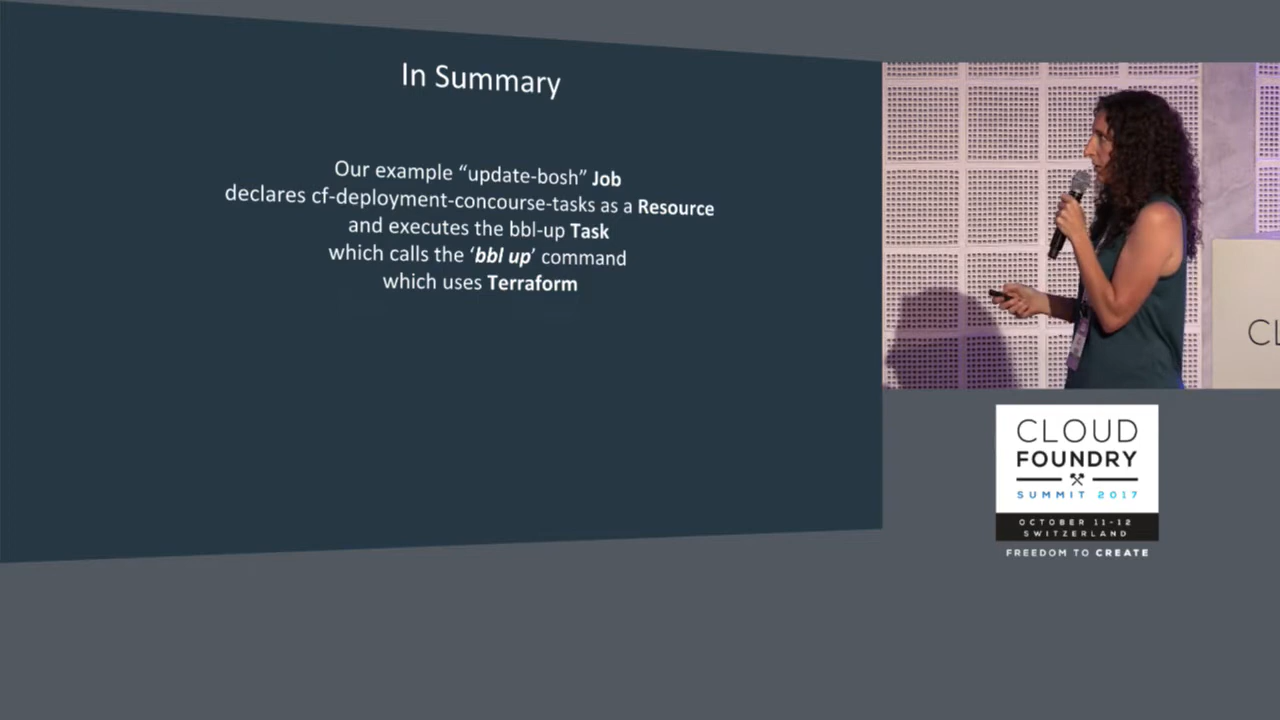 In Summary
Our example “update-bosh” Job
declares cf-deployment-concourse-tasks as a Resource
and executes the bbl-up Task
which calls the ‘bbl up’ command
which uses Terraform
CL
CLOUD
FOUNDRY
SUMMIT 2017
OCTOBER 11-12
SWITZERLAND
FREEDOM TO CREATE